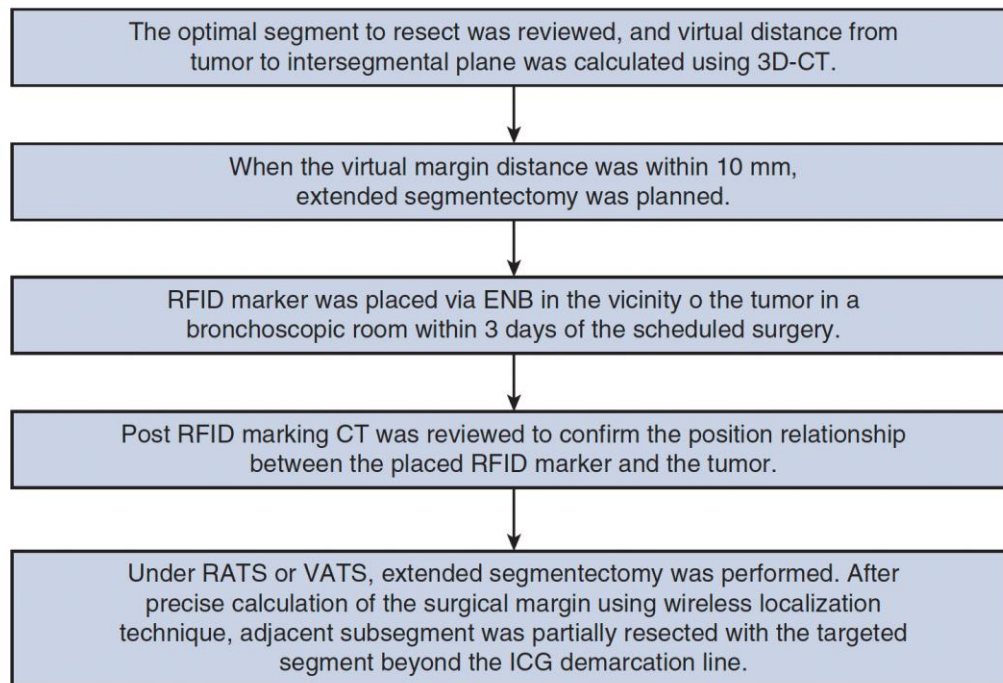 The optimal segment to resect was reviewed, and virtual distance from
tumor to intersegmental plane was calculated using 3D-CT.
When the virtual margin distance was within 10 mm,
extended segmentectomy was planned.
RFID marker was placed via ENB in the vicinity o the tumor in a
bronchoscopic room within 3 days of the scheduled surgery.
Post RFID marking CT was reviewed to confirm the position relationship
between the placed RFID marker and the tumor.
Under RATS or VATS, extended segmentectomy was performed. After
precise calculation of the surgical margin using wireless localization
technique, adjacent subsegment was partially resected with the targeted
segment beyond the ICG demarcation line.